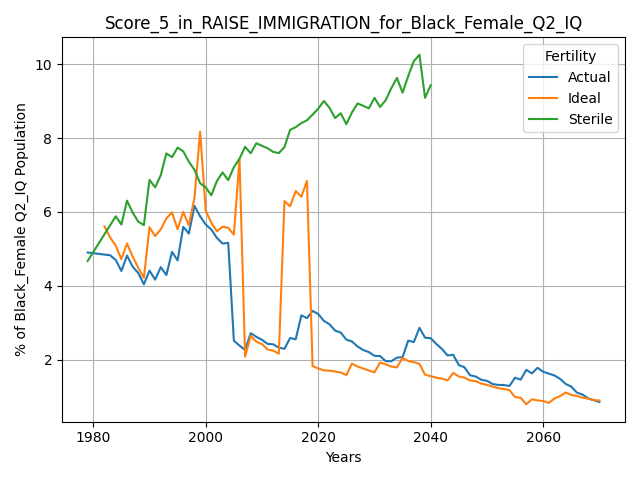 Score_5_in_RAISE_IMMIGRATION_for_Black_Female_Q2_IQ
Fertility
Actual
Ideal
Sterile
% of Black_Female Q2_IQ Population
10
8
6
4
2
1980
2000
2020
2040
2060
Years